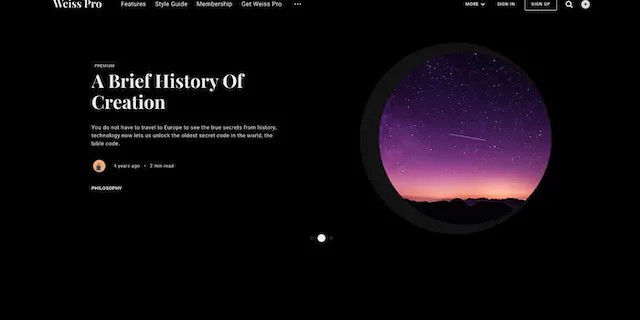 Weiss Pro
Features Style Guide Membership Get Weiss Pro ···
MORE SIGN IN SIGN UP
PREMIUM
A Brief History Of
Creation
You do not have to travel to Europe to see the true secrets from history,
technology now lets us unlock the oldest secret code in the world, the
bible code.
4 years ago • 2 min read
PHILOSOPHY